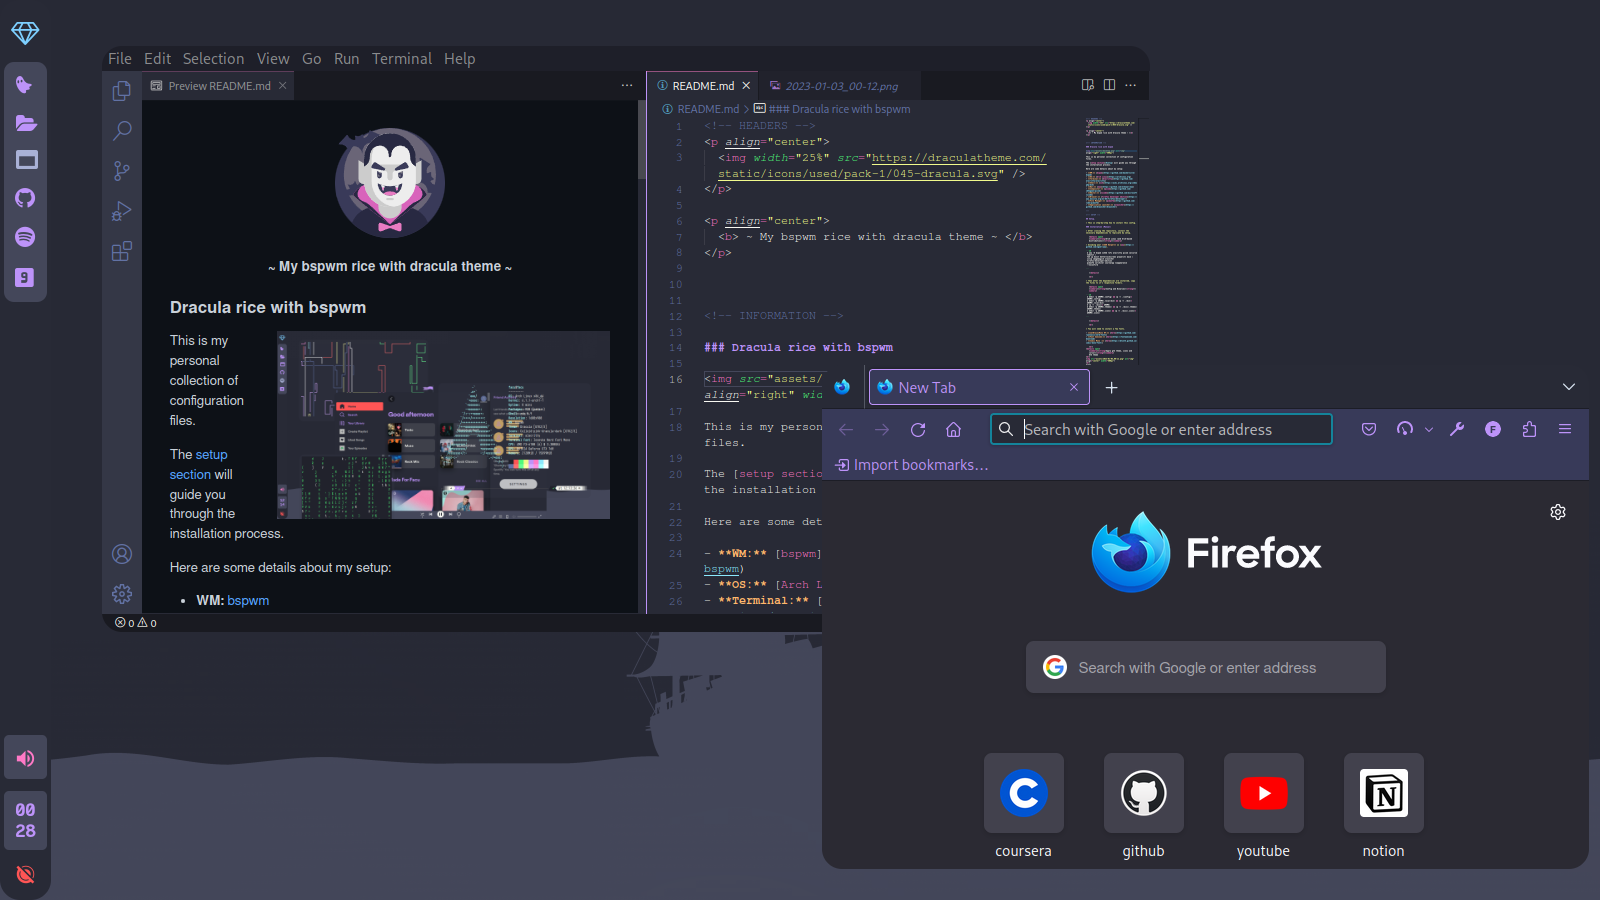 File Edit Selection View Go Run Terminal Help
Preview README.md
~ My bspwm rice with dracula theme ~
Dracula rice with bspwm
This is my
personal
collection of
configuration
files.
The setup
section will
guide you
through the
installation process.
Good afternoon
Here are some details about my setup:
• WM: bspwm
0 0
README.md 2023-01-03_00-12.png
README.md > ### Dracula rice with bspwm
1 <!-- HEADERS -->
2 <p align="center">
3 <img width="25%" src="https://draculatheme.com/
static/icons/used/pack-1/045-dracula.svg" />
4 </p>
5
6 <p align="center">
7 <b> ~ My bspwm rice with dracula theme ~ </b>
8 </p>
9
10
11
12 <!-- INFORMATION -->
13
14 ### Dracula rice with bspwm
15
16 <img src="assets/
align="right" wid
17
18 This is my person
files.
19
20 The [setup sectio
the installation
21
22 Here are some det
23
24 - **WM:** [bspwm]
bspwm)
25 - **OS:** [Arch L
26 - **Terminal:** [
New Tab
Search with Google or enter address
F
Import bookmarks...
Firefox
Search with Google or enter address
coursera
github
youtube
notion
9
00
28